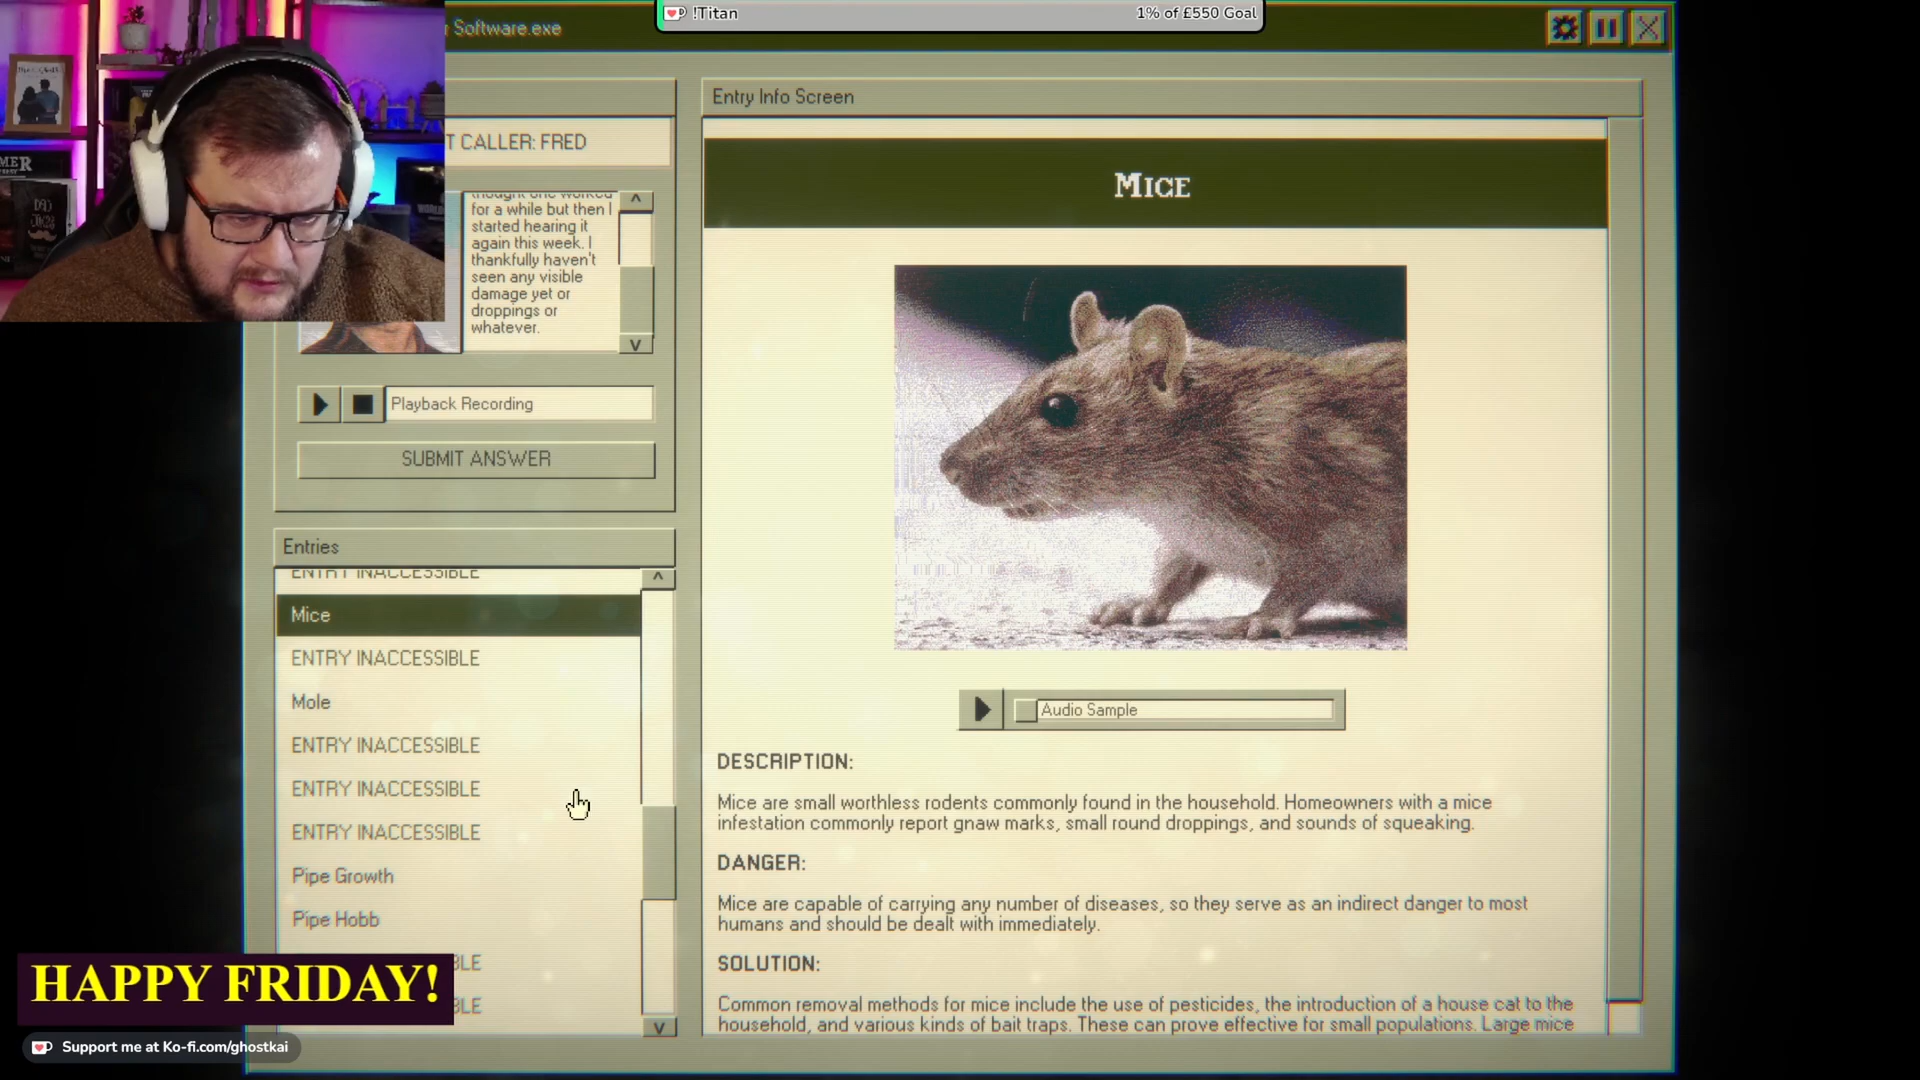 !Titan
1% of £550 Goal
Software.exe
Entry Info Screen
T CALLER: FRED
thought one worked
for a while but then I
started hearing it
again this week. I
thankfully haven't
seen any visible
damage yet or
droppings or
whatever.
Playback Recording
SUBMIT ANSWER
Entries
ENTRY INACCESSIBLE
Mice
ENTRY INACCESSIBLE
Mole
ENTRY INACCESSIBLE
ENTRY INACCESSIBLE
ENTRY INACCESSIBLE
Pipe Growth
Pipe Hobb
BLE
BLE
MICE
Audio Sample
DESCRIPTION:
Mice are small worthless rodents commonly found in the household. Homeowners with a mice
infestation commonly report gnaw marks, small round droppings, and sounds of squeaking.
DANGER:
Mice are capable of carrying any number of diseases, so they serve as an indirect danger to most
humans and should be dealt with immediately.
SOLUTION:
Common removal methods for mice include the use of pesticides, the introduction of a house cat to the
household, and various kinds of bait traps. These can prove effective for small populations. Large mice
HAPPY FRIDAY!
Support me at Ko-fi.com/ghostkai